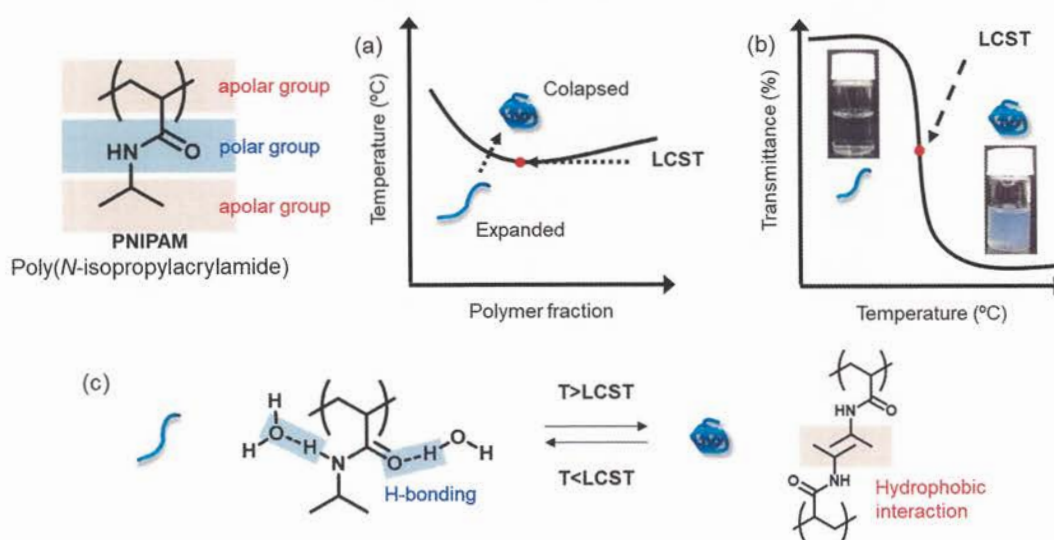 apolar group
polar group
apolar group
HN
O
PNIPAM
Poly(N-isopropylacrylamide)
(a)
Temperature (ºC)
Colapsed
LCST
Expanded
Polymer fraction
(b)
Transmittance (%)
LCST
Temperature (ºC)
(c)
H
H O H N O H O H
H-bonding
T>LCST
T<LCST
O
HN
O
NH
Hydrophobic
interaction